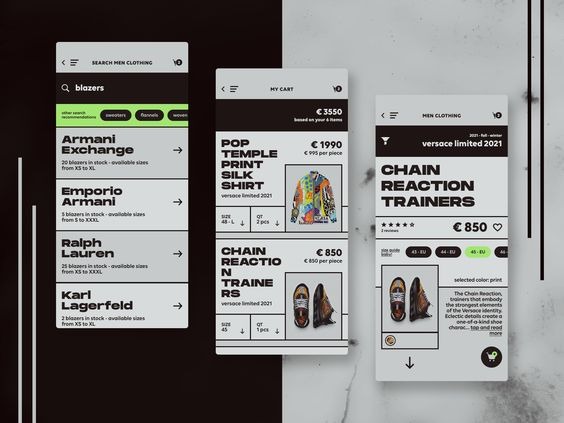 SEARCH MEN CLOTHING
blazers
other search
recommendations
sweaters
flannels
woven
Armani
Exchange
20 blazers in stock - available sizes
from XS to XL
Emporio
Armani
5 blazers in stock - available sizes
from S to XXXL
Ralph
Lauren
25 blazers in stock - available sizes
from XS to XXXL
Karl
Lagerfeld
2 blazers in stock - available sizes
from XS to XL
MY CART
€ 3550
based on your 6 items
POP
TEMPLE
PRINT
SILK
SHIRT
€ 1990
€ 995 per piece
versace limited 2021
SIZE
48 - L
QT
2 pcs
CHAIN
REACTIO
N
TRAINE
RS
€ 850
€ 850 per piece
versace limited 2021
SIZE
45
QT
1 pcs
MEN CLOTHING
2021 - fall - winter
versace limited 2021
CHAIN
REACTION
TRAINERS
2 reviews
€ 850
size guide
43 - EU
44 - EU
45 - EU
selected color: print
The Chain Reaction,
trainers that embody
the strongest elements
of the Versace identity.
Eclectic details create a
one-of-a-kind shoe
charac... tap and read
more